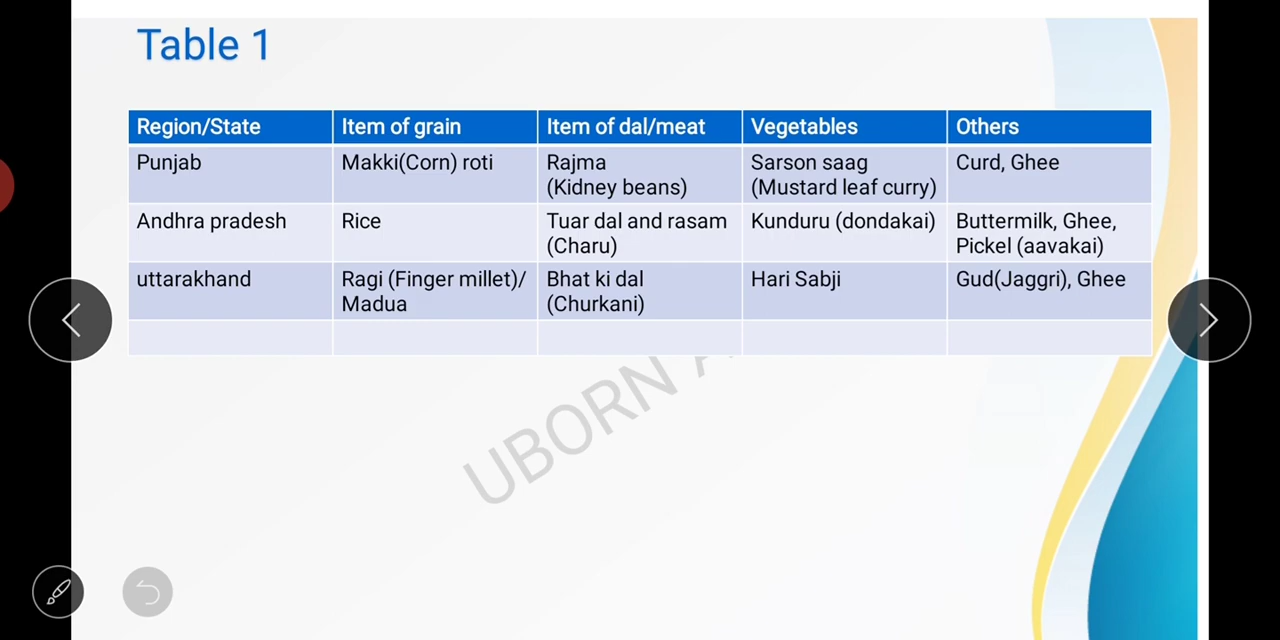 Table 1
Region/State Item of grain Item of dal/meat Vegetables Others
Punjab Makki(Corn) roti Rajma Sarson saag Curd, Ghee
(Kidney beans) (Mustard leaf curry)
Andhra pradesh Rice Tuar dal and rasam Kunduru (dondakai) Buttermilk, Ghee,
(Charu) Pickel (aavakai)
uttarakhand Ragi (Finger millet)/ Bhat ki dal Hari Sabji Gud(Jaggri), Ghee
Madua (Churkani)
UBORN